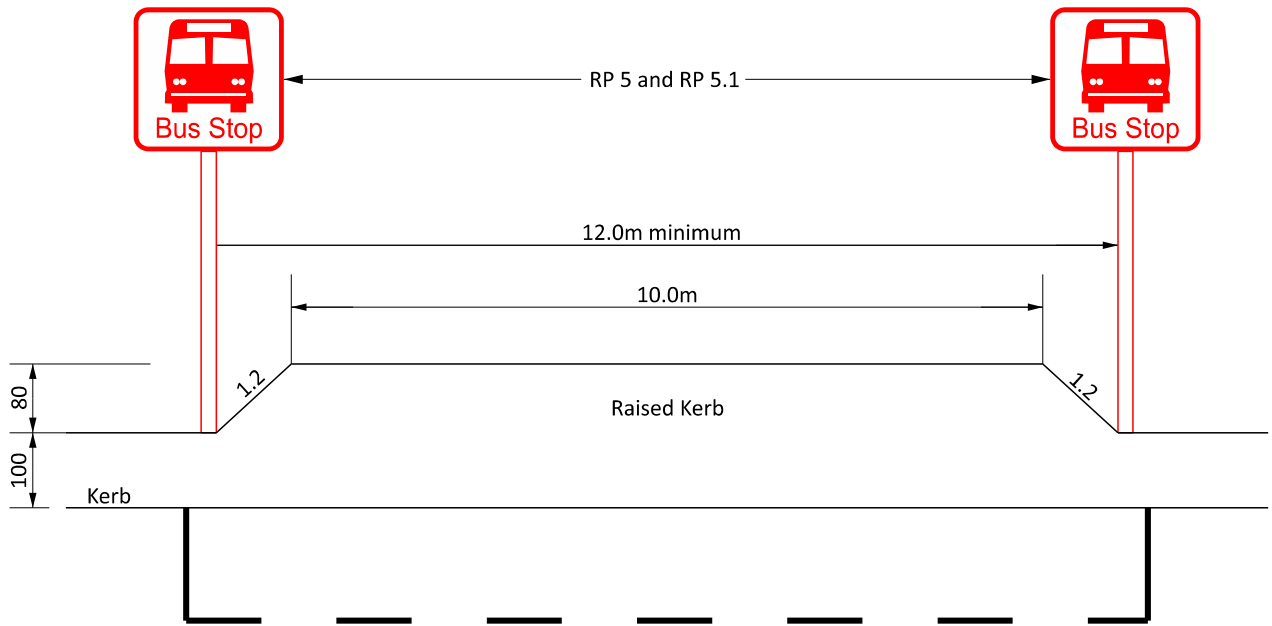 Bus Stop
RP 5 and RP 5.1
Bus Stop
12.0m minimum
10.0m
1.2
1.2
80
Raised Kerb
100
Kerb